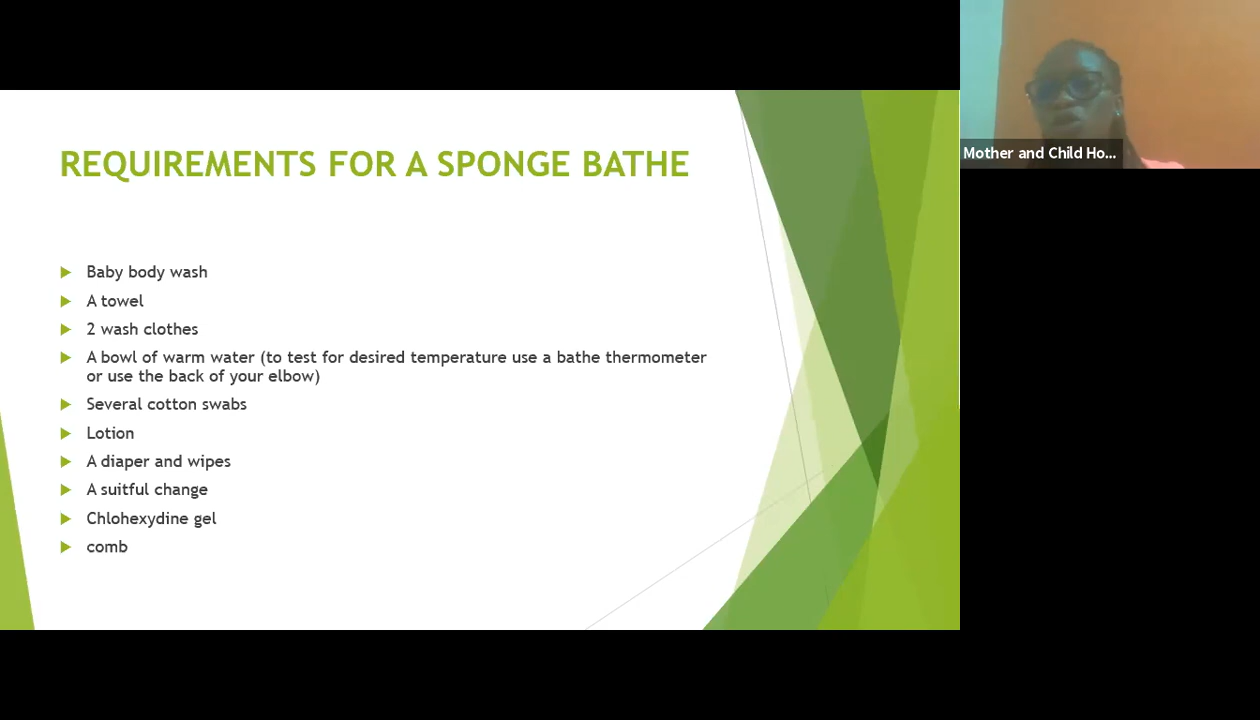 REQUIREMENTS FOR A SPONGE BATHE
Baby body wash
A towel
2 wash clothes
A bowl of warm water (to test for desired temperature use a bathe thermometer
or use the back of your elbow)
Several cotton swabs
Lotion
A diaper and wipes
A suitful change
Chlohexydine gel
comb
Mother and Child Ho...